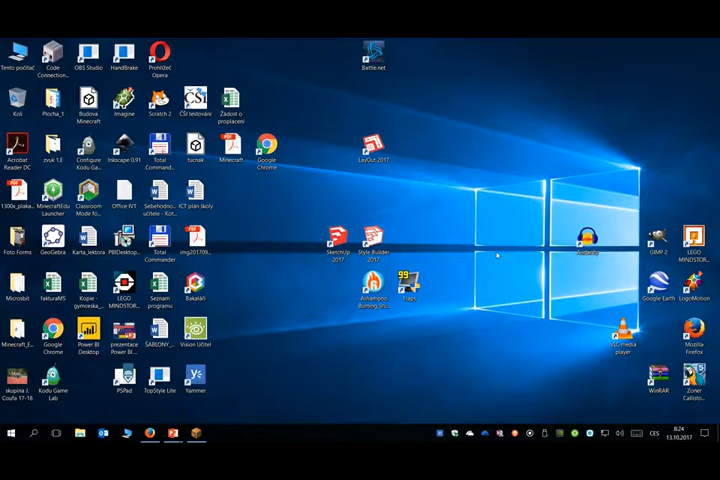 Tento počítač
Code
Connection...
OBS Studio
HandBrake
Prohlížeč
Opera
Battle.net
Koš
Plocha_1
Budova
Minecraft
Imagine
Scratch 2
ČŠI testování
Žádost o
proplacení
Acrobat
Reader DC
zvuk 1.E
Configure
Kodu Ga...
Inkscape 0.91
Total
Comman...
tucnak
Minecraft
Google
Chrome
LayOut 2017
1300x_plaka...
MinecraftEdu
Launcher
Classroom
Mode fo...
Office IVT
Sebehodno...
učitele - Kot...
ICT plán školy
Foto Forms
GeoGebra
Karta_lektora
PBIDesktop...
Total
Commander
img201709...
SketchUp
2017
Style Builder
2017
Audacity
GIMP 2
LEGO
MINDSTOR...
Microsbit
fakturaMS
Kopie -
gymceska_...
LEGO
MINDSTOR...
Seznam
programu
Bakaláři
Ashampoo
Burning St...
99
Fraps
Google Earth
LogoMotion
Minecraft_E...
Google
Chrome
Power BI
Desktop
prezentace
Power BI ...
ŠABLONY_...
Vision Učitel
VLC media
player
Mozilla
Firefox
skupina J.
Coufa 17-18
Kodu Game
Lab
PSPad
TopStyle Lite
Yammer
WinRAR
Zoner
Callisto...
CES
8:24
13.10.2017